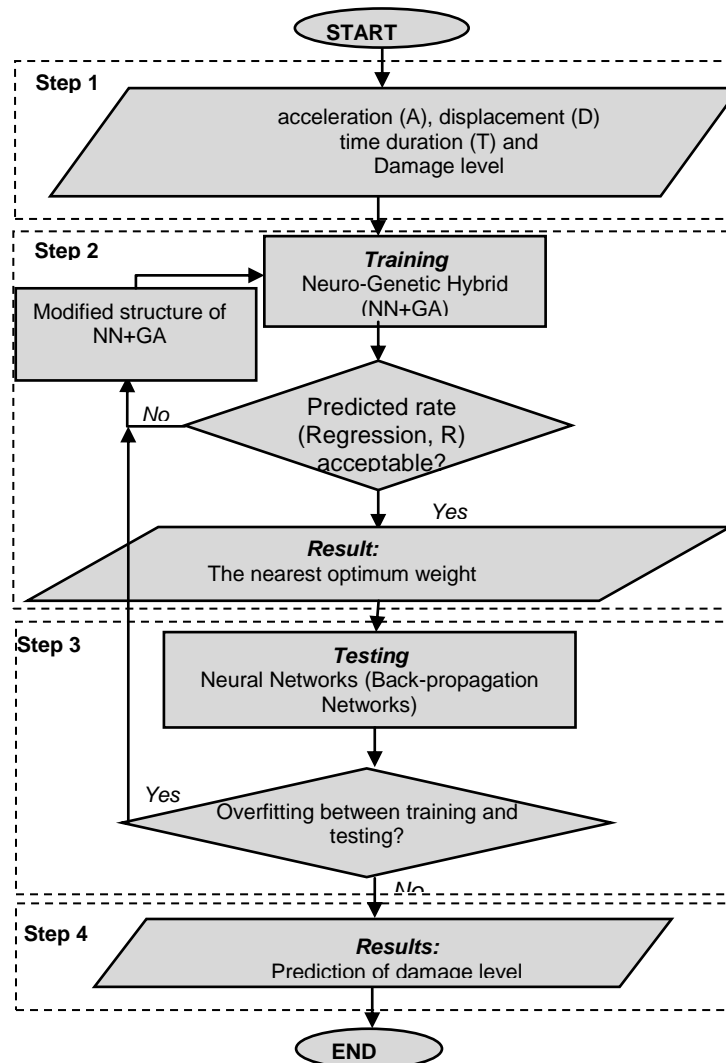 START
Step 1
acceleration (A), displacement (D)
time duration (T) and
Damage level
Step 2
Training
Neuro-Genetic Hybrid
(NN+GA)
Modified structure of
NN+GA
No
Predicted rate
(Regression, R)
acceptable?
Yes
Result:
The nearest optimum weight
Step 3
Testing
Neural Networks (Back-propagation
Networks)
Yes
Overfitting between training and
testing?
No
Step 4
Results:
Prediction of damage level
END